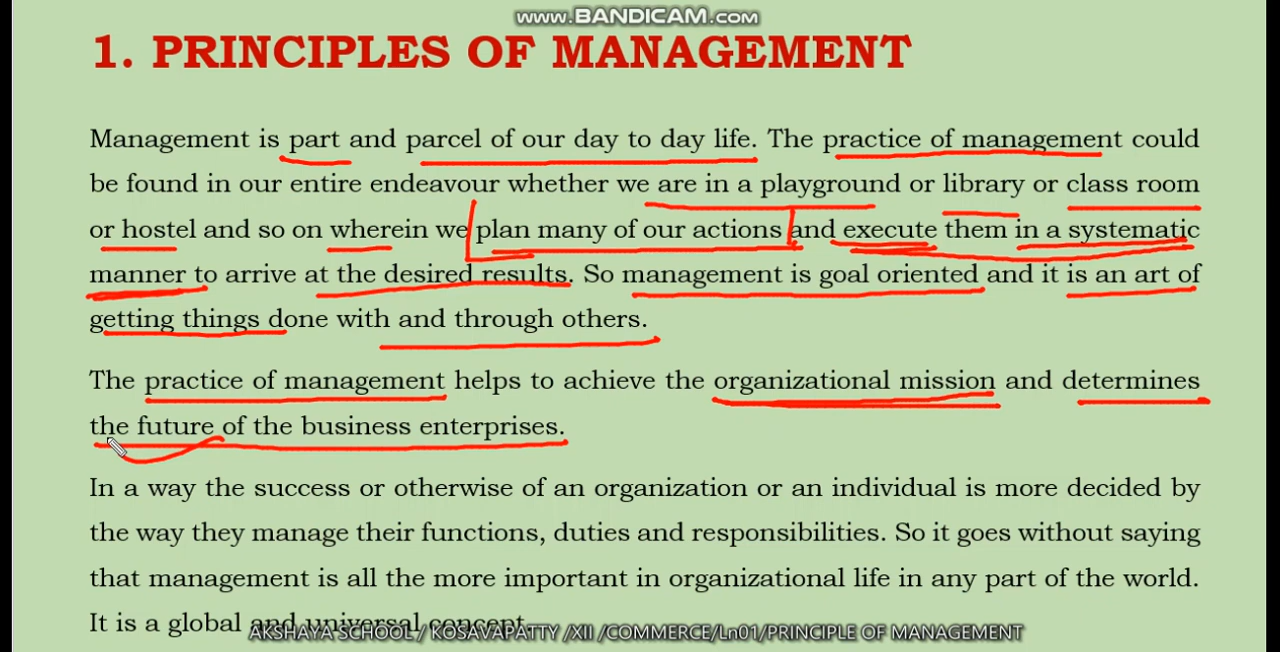 www.BANDICAM.com
1. PRINCIPLES OF MANAGEMENT
Management is part and parcel of our day to day life. The practice of management could
be found in our entire endeavour whether we are in a playground or library or class room
or hostel and so on wherein we plan many of our actions and execute them in a systematic
manner to arrive at the desired results. So management is goal oriented and it is an art of
getting things done with and through others.
The practice of management helps to achieve the organizational mission and determines
the future of the business enterprises.
In a way the success or otherwise of an organization or an individual is more decided by
the way they manage their functions, duties and responsibilities. So it goes without saying
that management is all the more important in organizational life in any part of the world.
It is a global and universal concept.
AKSHAYA SCHOOL / KOSAVAPATTY /XII /COMMERCE/Ln01/PRINCIPLE OF MANAGEMENT